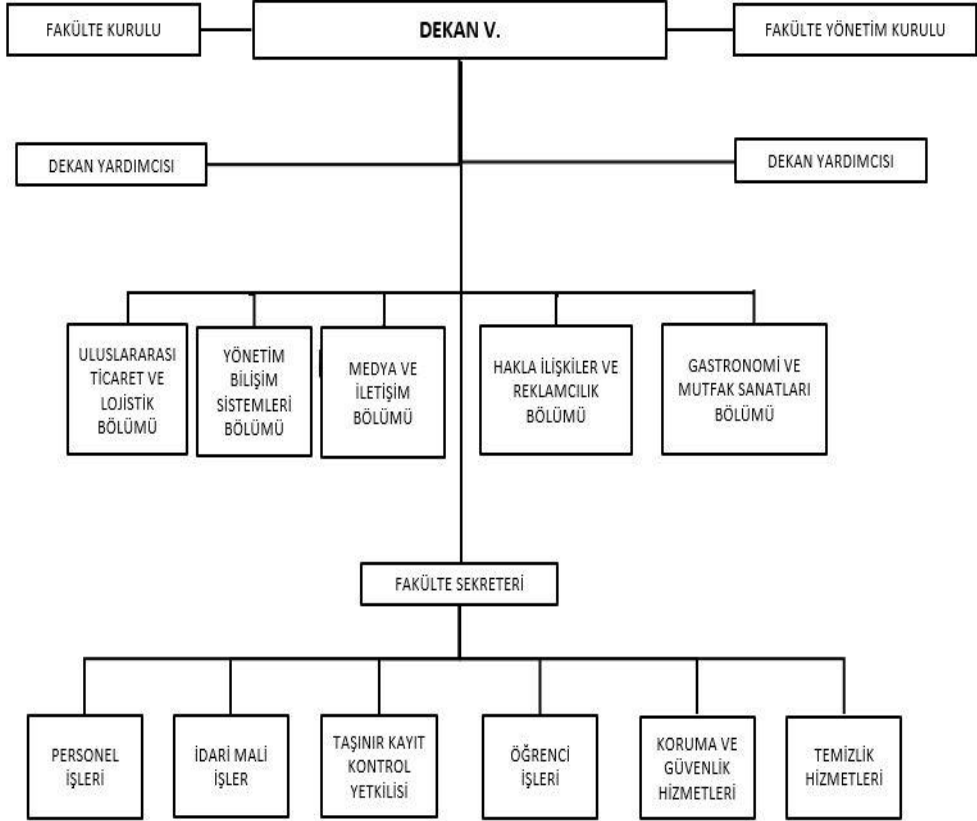 FAKÜLTE KURULU
DEKAN V.
FAKÜLTE YÖNETİM KURULU
DEKAN YARDIMCISI
DEKAN YARDIMCISI
ULUSLARARASI
TİCARET VE
LOJİSTİK
BÖLÜMÜ
YÖNETİM
BİLİŞİM
SİSTEMLERİ
BÖLÜMÜ
MEDYA VE
İLETİŞİM
BÖLÜMÜ
HAKLA İLİŞKİLER VE
REKLAMCILIK
BÖLÜMÜ
GASTRONOMİ VE
MUTFAK SANATLARI
BÖLÜMÜ
FAKÜLTE SEKRETERİ
PERSONEL
İŞLERİ
İDARİ MALİ
İŞLER
TAŞINIR KAYIT
KONTROL
YETKİLİSİ
ÖĞRENCİ
İŞLERİ
KORUMA VE
GÜVENLİK
HİZMETLERİ
TEMİZLİK
HİZMETLERİ